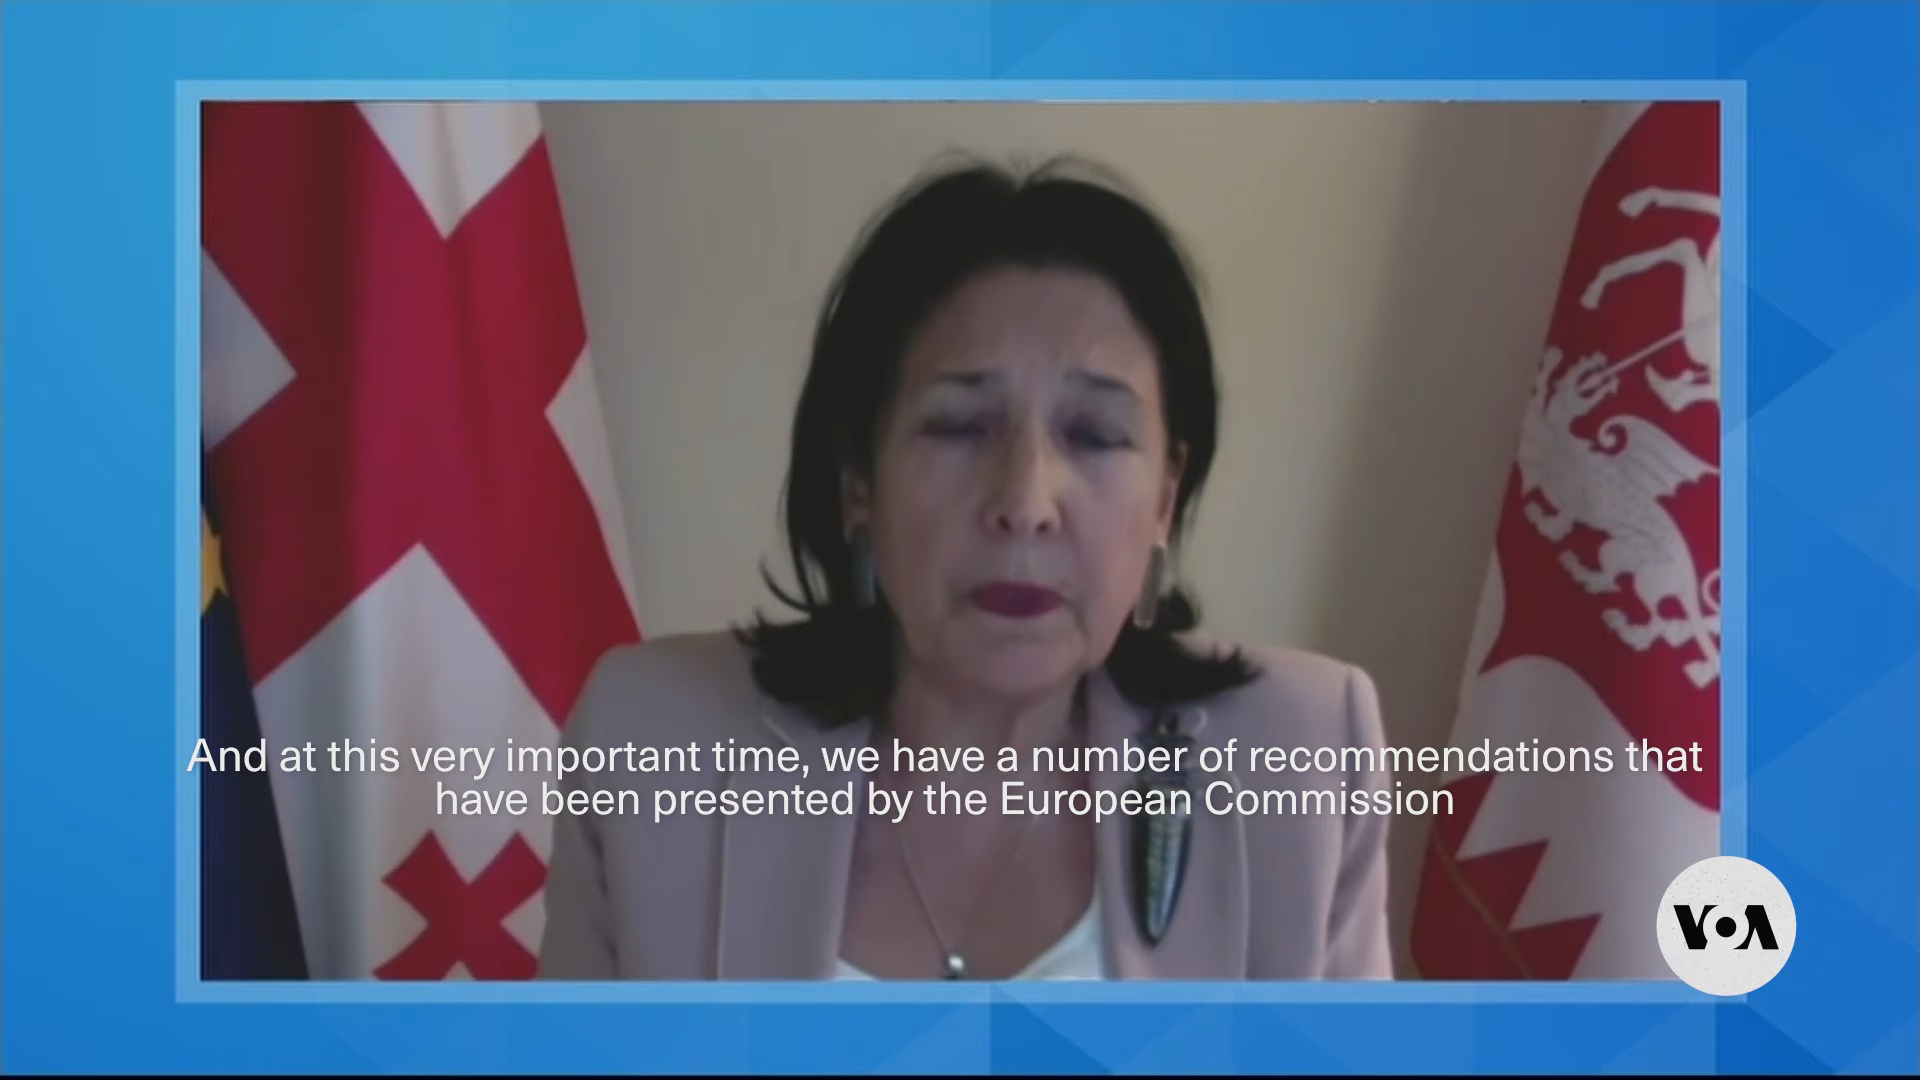 And at this very important time, we have a number of recommendations that
have been presented by the European Commission
VOA